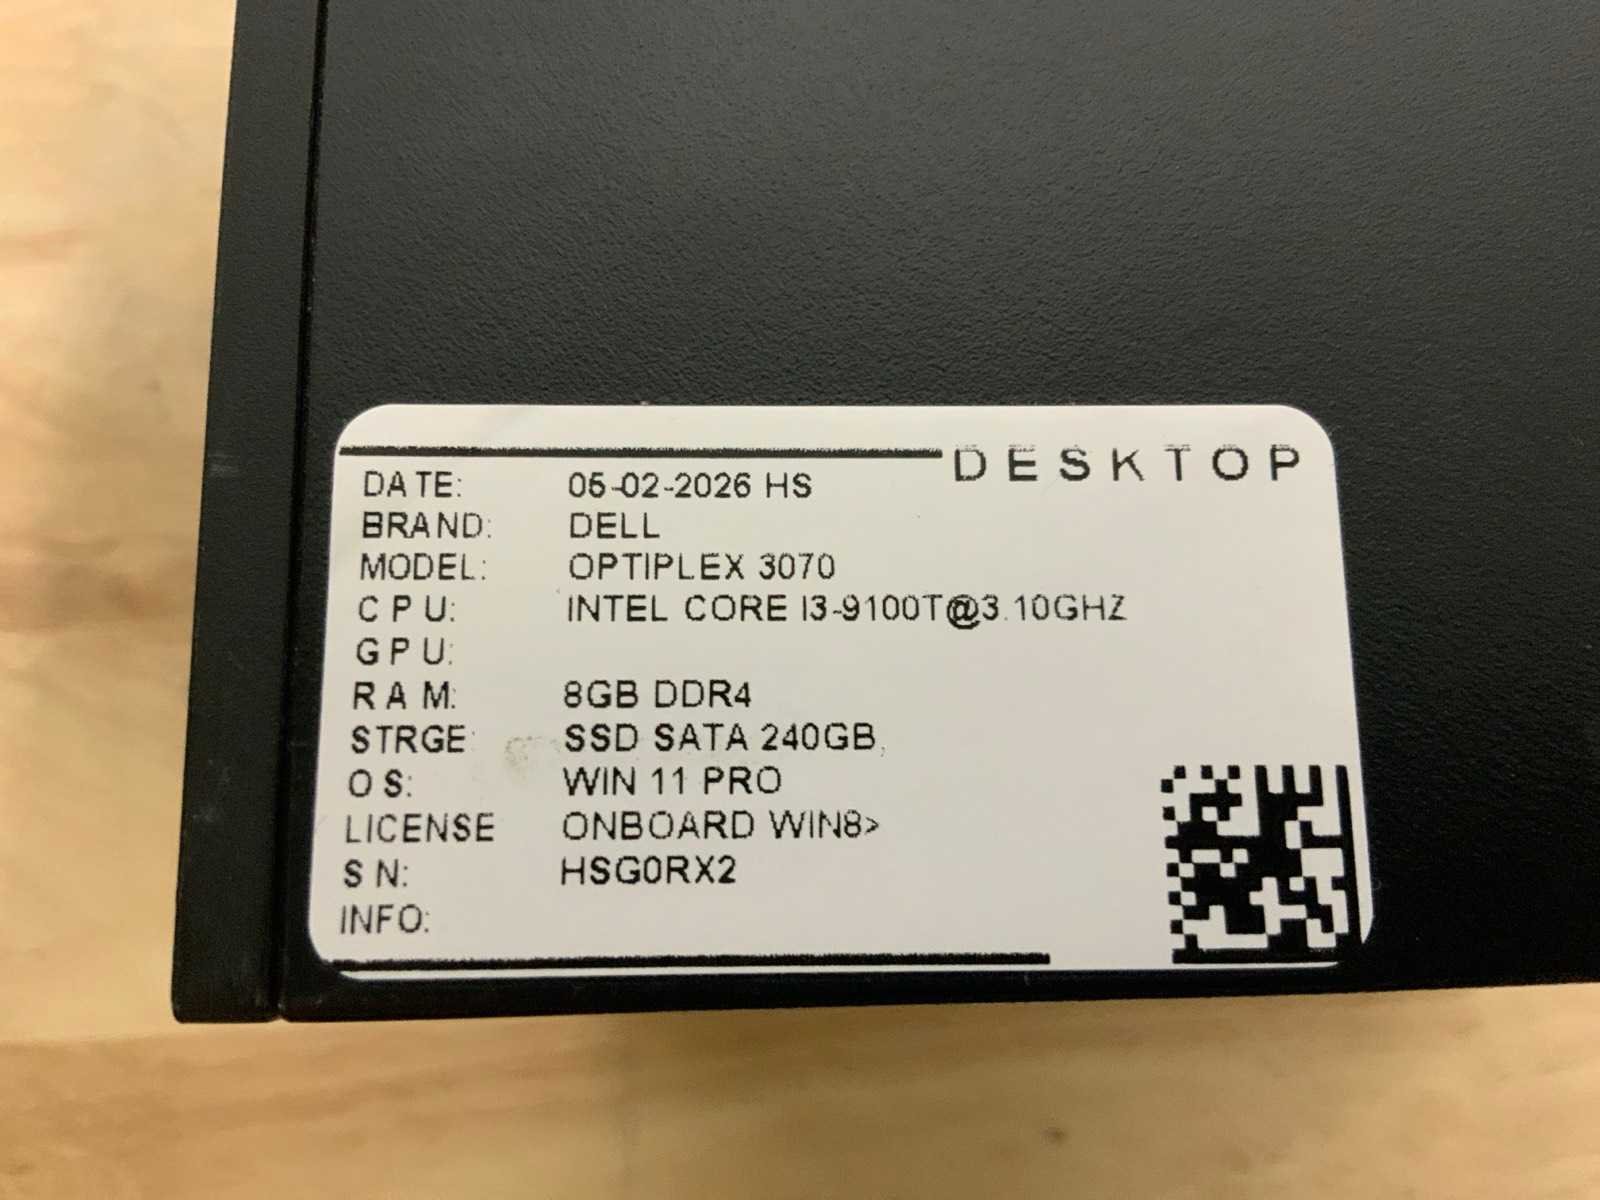 DESKTOP
DATE: 05-02-2026 HS
BRAND: DELL
MODEL: OPTIPLEX 3070
CPU: INTEL CORE I3-9100T@3.10GHZ
GPU:
RAM: 8GB DDR4
STRGE: SSD SATA 240GB,
OS: WIN 11 PRO
LICENSE ONBOARD WIN8>
SN: HSG0RX2
INFO: